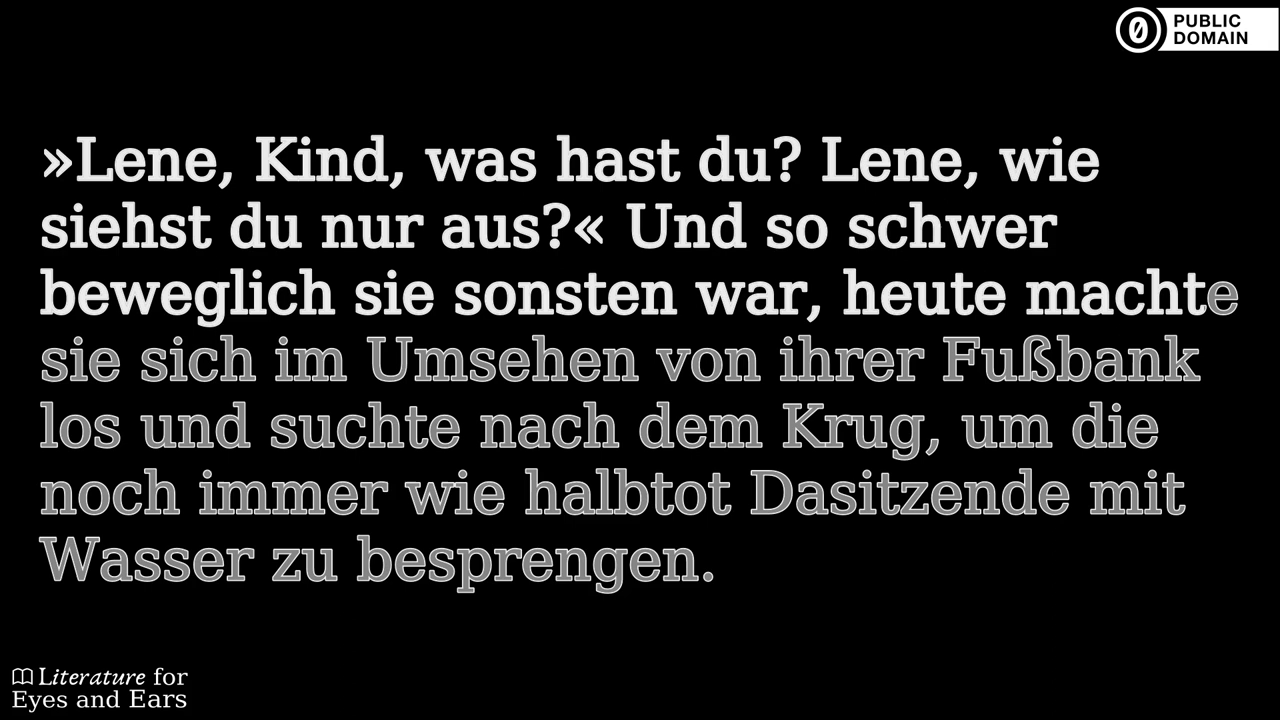 PUBLIC
DOMAIN
»Lene, Kind, was hast du? Lene, wie
siehst du nur aus?« Und so schwer
beweglich sie sonsten war, heute machte
sie sich im Umsehen von ihrer Fußbank
los und suchte nach dem Krug, um die
noch immer wie halbtot Dasitzende mit
Wasser zu besprengen.
Literature for
Eyes and Ears